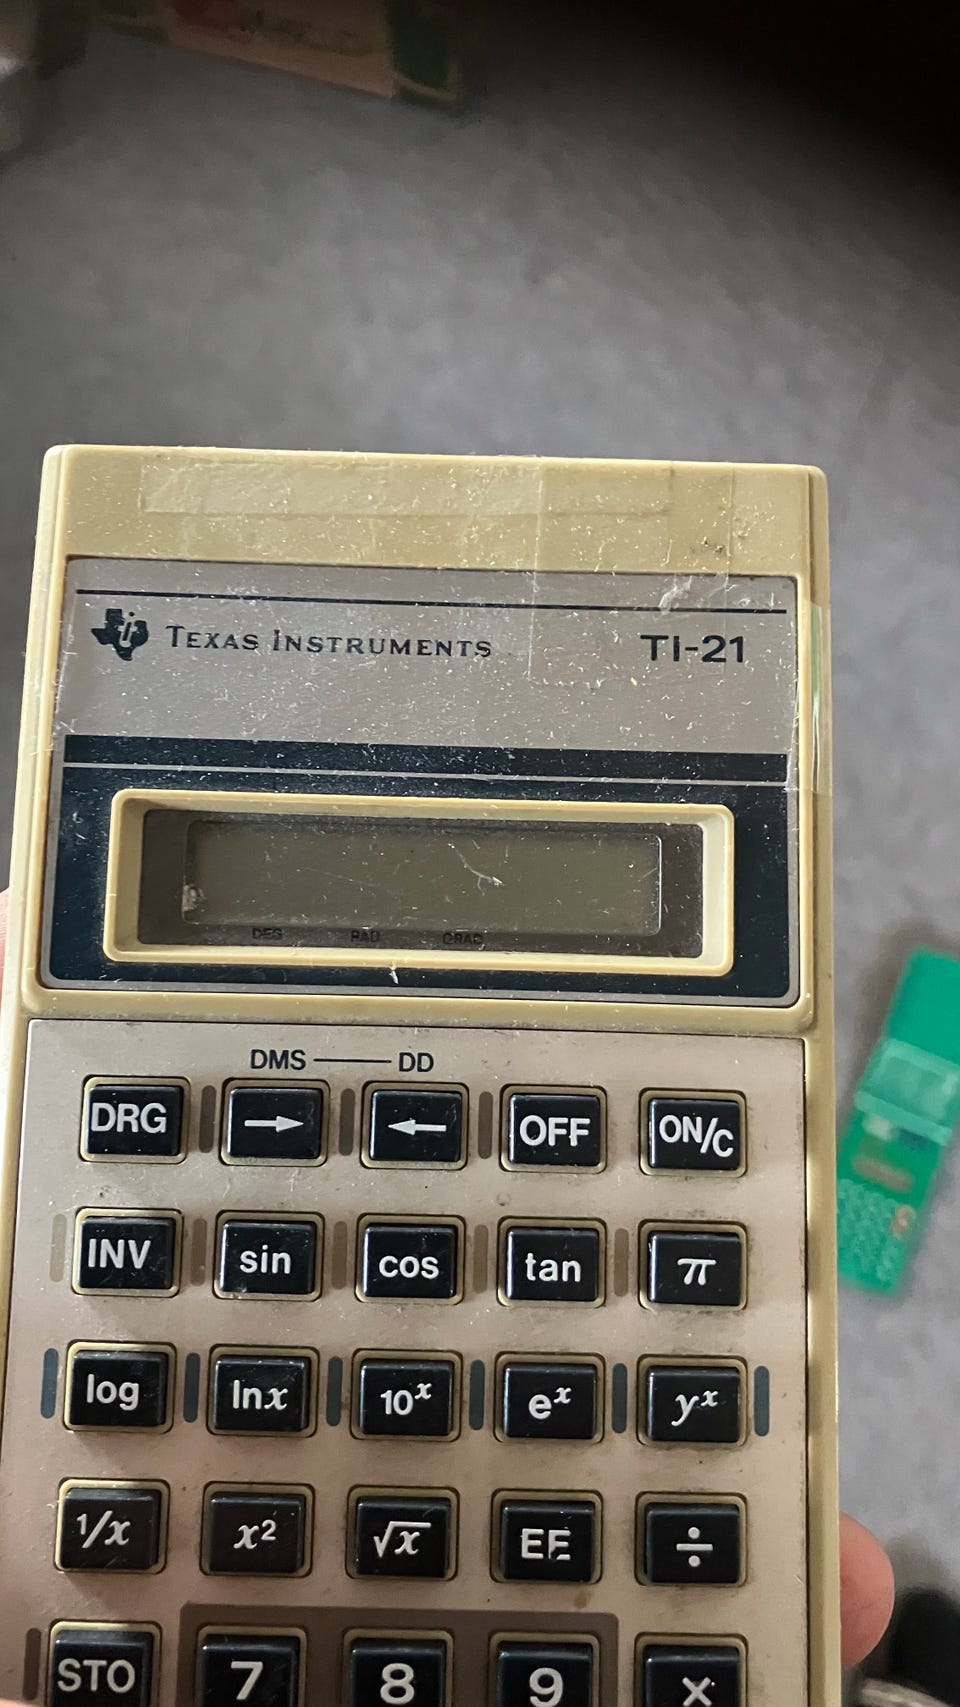 TEXAS INSTRUMENTS TI-21
DEG RAD GRAD
DMS DD
DRG → ← OFF ON/C
INV sin cos tan π
log lnx 10ˣ eˣ yˣ
1/x x² √x EE ÷
STO 7 8 9 ×